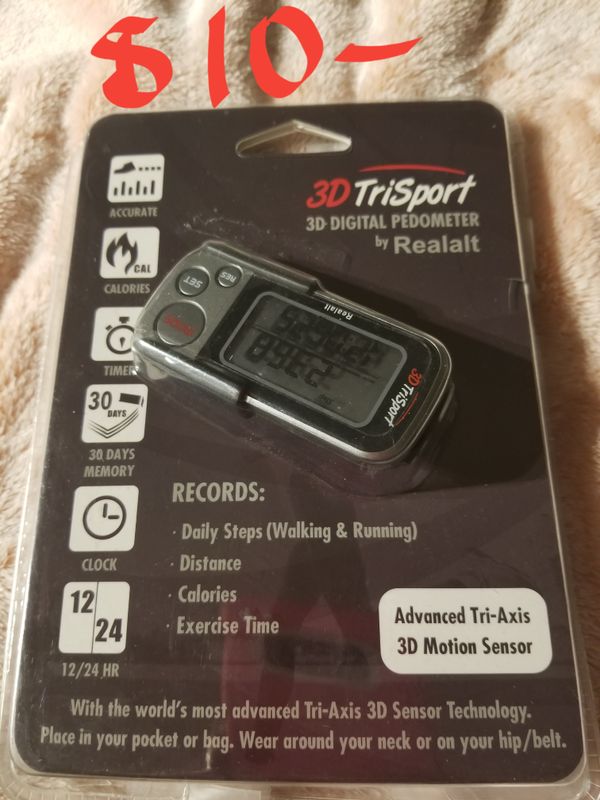 $10-
3D TriSport
3D DIGITAL PEDOMETER
by Realalt
ACCURATE
CAL
CALORIES
TIMER
30
DAYS
30 DAYS
MEMORY
CLOCK
12
24
12/24 HR
RES
SET
MODE
Realalt
3D TriSport
RECORDS:
· Daily Steps (Walking & Running)
· Distance
· Calories
· Exercise Time
Advanced Tri-Axis
3D Motion Sensor
With the world's most advanced Tri-Axis 3D Sensor Technology.
Place in your pocket or bag. Wear around your neck or on your hip/belt.